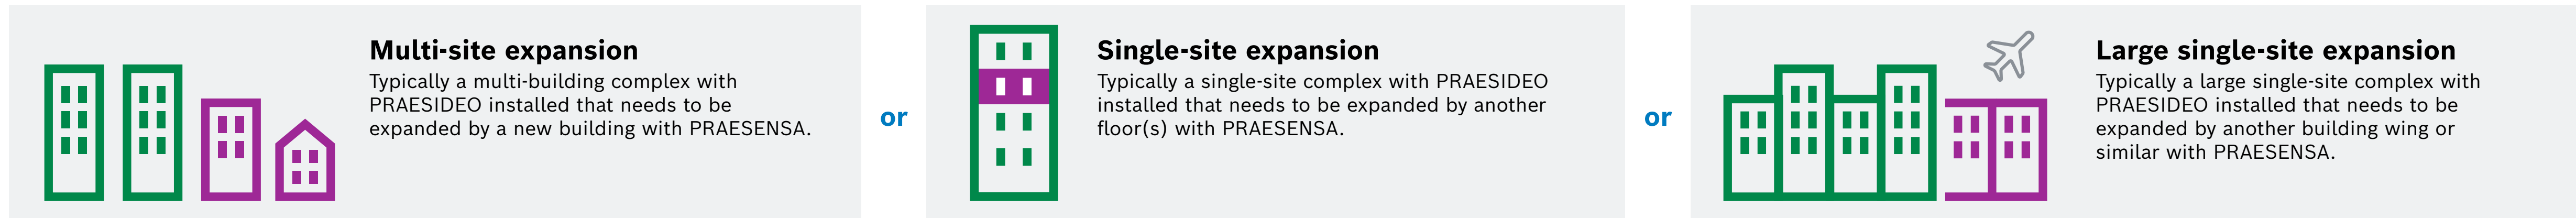 Multi-site expansion
Typically a multi-building complex with
PRAESIDEO installed that needs to be
expanded by a new building with PRAESENSA.
or
Single-site expansion
Typically a single-site complex with PRAESIDEO
installed that needs to be expanded by another
floor(s) with PRAESENSA.
or
Large single-site expansion
Typically a large single-site complex with
PRAESIDEO installed that needs to be
expanded by another building wing or
similar with PRAESENSA.